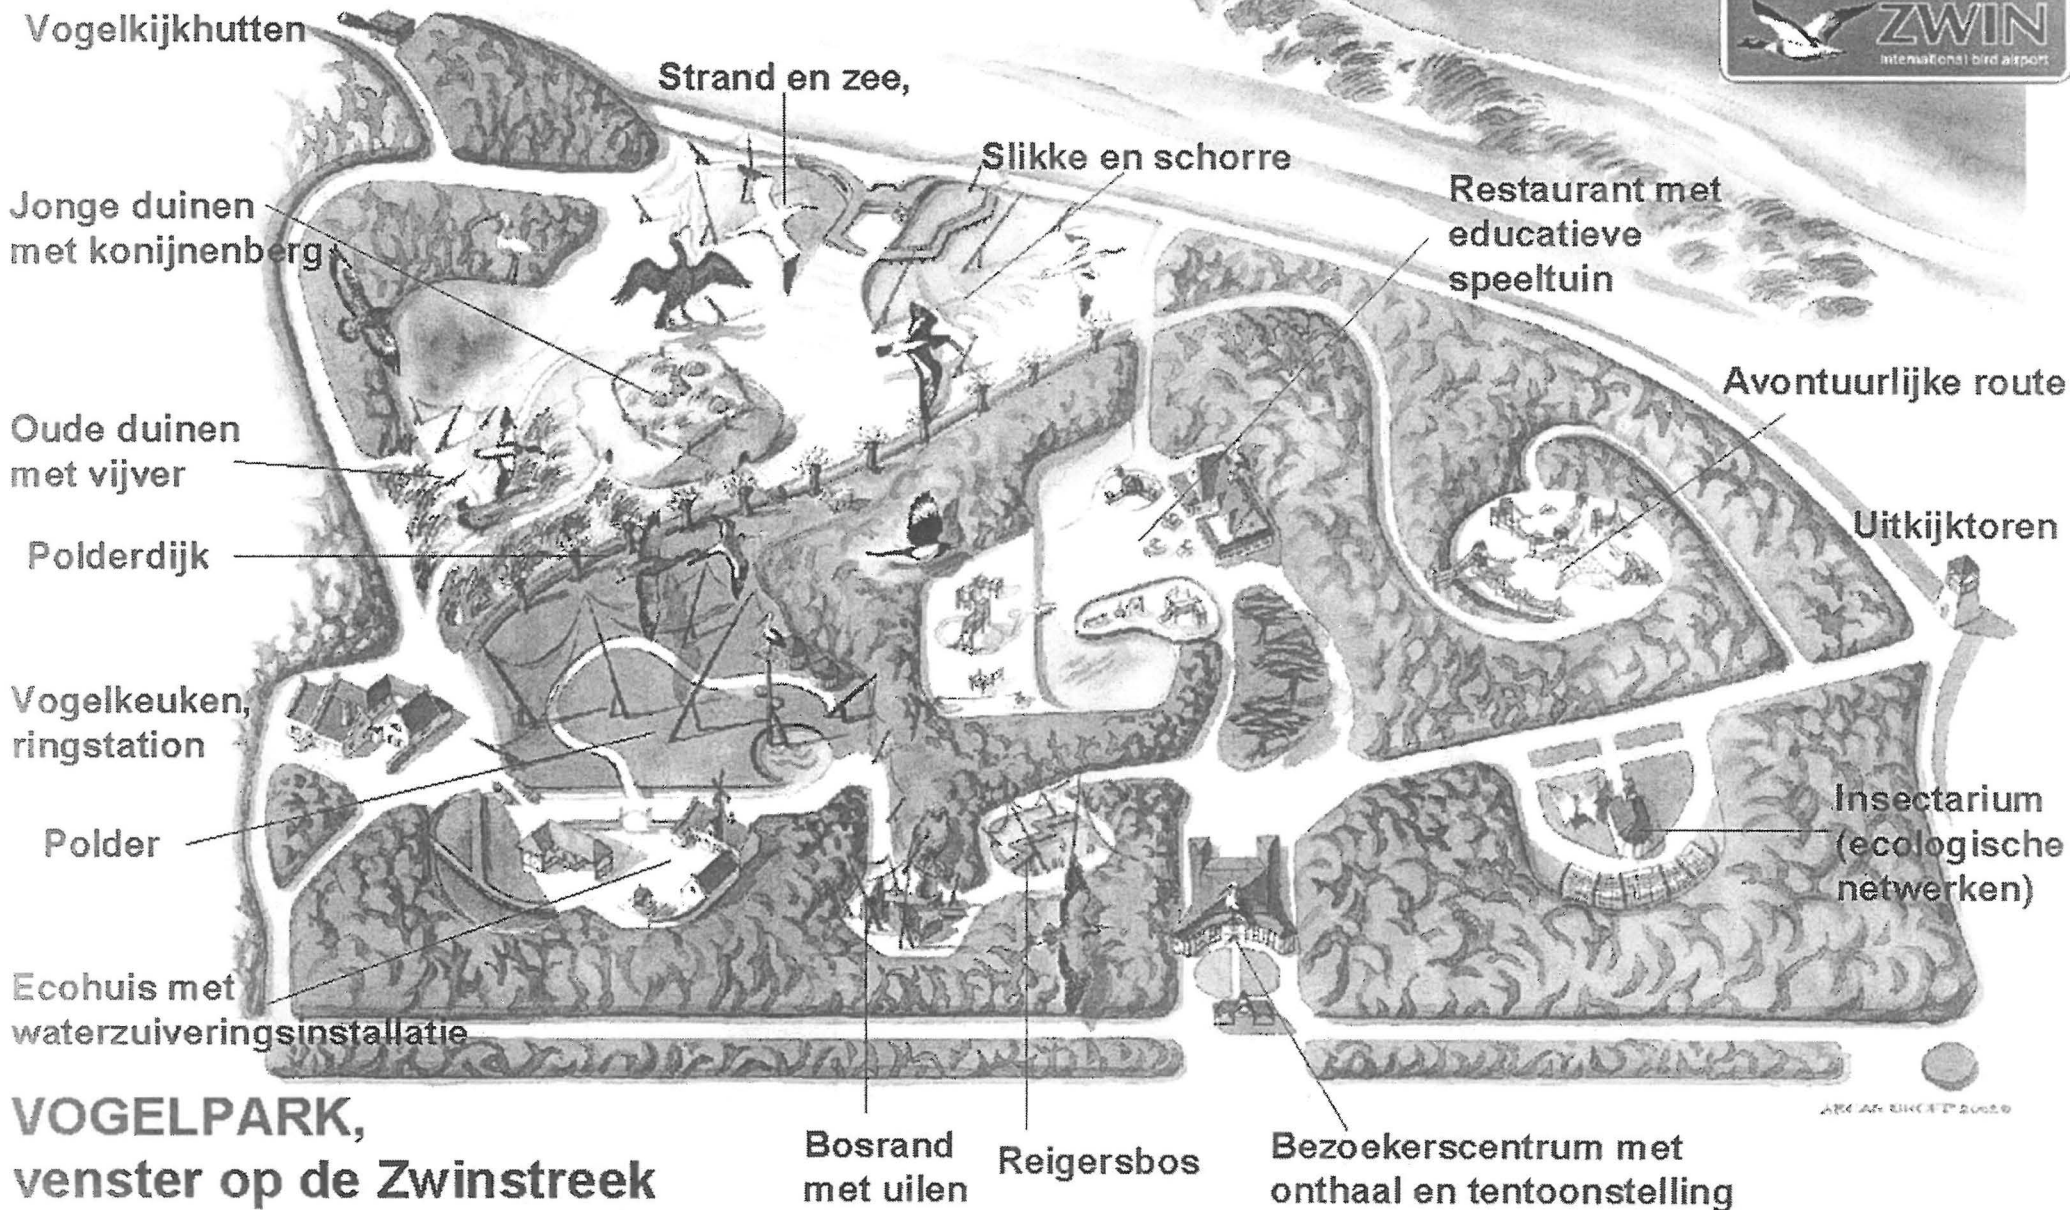 Vogelkijkhutten
ZWIN
international bird airport
Strand en zee,
Slikke en schorre
Restaurant met
educatieve
speeltuin
Jonge duinen
met konijnenberg
Avontuurlijke route
Oude duinen
met vijver
Uitkijktoren
Polderdijk
Vogelkeuken,
ringstation
Insectarium
(ecologische
netwerken)
Polder
Ecohuis met
waterzuiveringsinstallatie
VOGELPARK,
venster op de Zwinstreek
Bosrand
met uilen
Reigersbos
Bezoekerscentrum met
onthaal en tentoonstelling